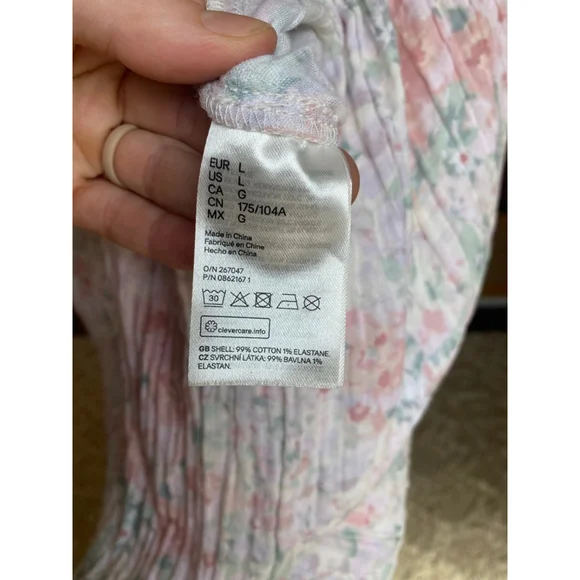 EUR L
US L
CA G
CN 175/104A
MX G
Made in China
Fabriqué en Chine
Hecho en China
O/N 267047
P/N 0862167 1
30
clevercare.info
GB SHELL: 99% COTTON 1% ELASTANE.
CZ SVRCHNÍ LÁTKA: 99% BAVLNA 1%
ELASTAN.